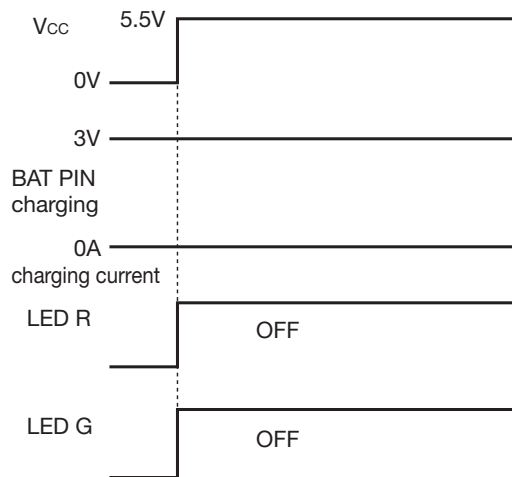 Vcc 5.5V
0V
3V
BAT PIN
charging
0A
charging current
LED R OFF
LED G OFF